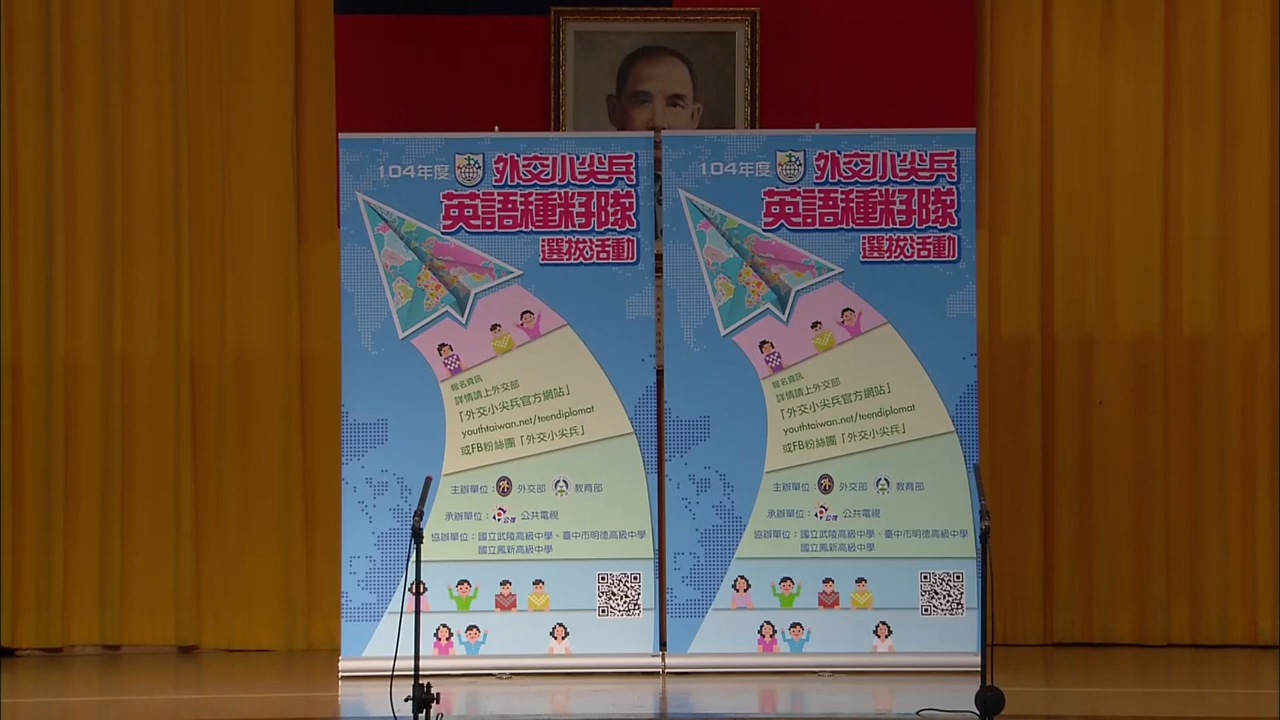 104年度
外交小尖兵
英語種籽隊
選拔活動
報名資訊
詳情請上外交部
「外交小尖兵官方網站」
youthtaiwan.net/teendiplomat
或FB粉絲團「外交小尖兵」
主辦單位：外交部 教育部
承辦單位：公視 公共電視
協辦單位：國立武陵高級中學、臺中市明德高級中學
國立鳳新高級中學
104年度
外交小尖兵
英語種籽隊
選拔活動
報名資訊
詳情請上外交部
「外交小尖兵官方網站」
youthtaiwan.net/teendiplomat
或FB粉絲團「外交小尖兵」
主辦單位：外交部 教育部
承辦單位：公視 公共電視
協辦單位：國立武陵高級中學、臺中市明德高級中學
國立鳳新高級中學